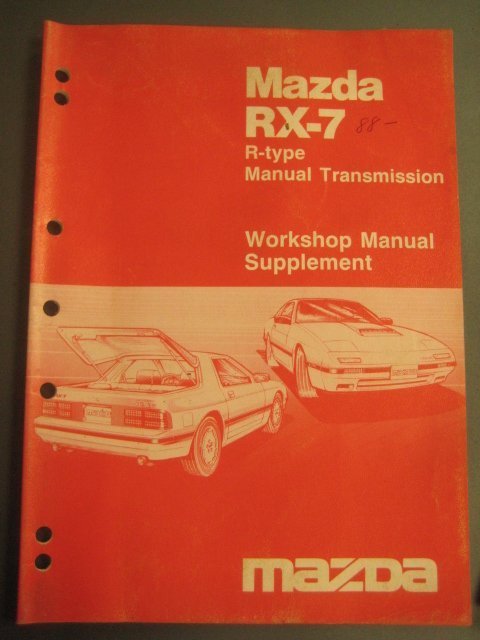 Mazda
RX-7 88-
R-type
Manual Transmission
Workshop Manual
Supplement
mazda